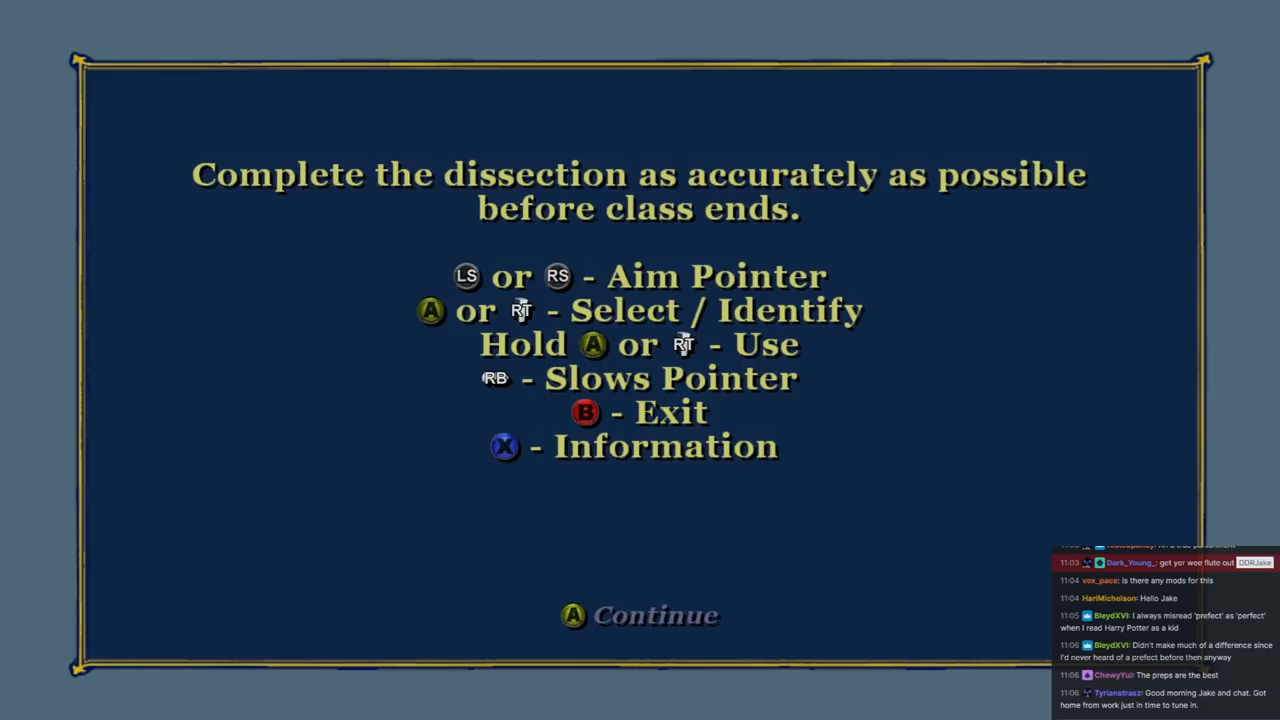 Complete the dissection as accurately as possible
before class ends.
LS or RS - Aim Pointer
A or RT - Select / Identify
Hold A or RT - Use
RB - Slows Pointer
B - Exit
X - Information
A Continue
11:03 Dark_Young_: get yer wee flute out DDRJake
11:04 vox_pace: is there any mods for this
11:04 HariMichelson: Hello Jake
11:05 BleydXVI: I always misread 'prefect' as 'perfect'
when I read Harry Potter as a kid
11:06 BleydXVI: Didn't make much of a difference since
I'd never heard of a prefect before then anyway
11:06 ChewyYui: The preps are the best
11:06 Tyrianstrasz: Good morning Jake and chat. Got
home from work just in time to tune in.